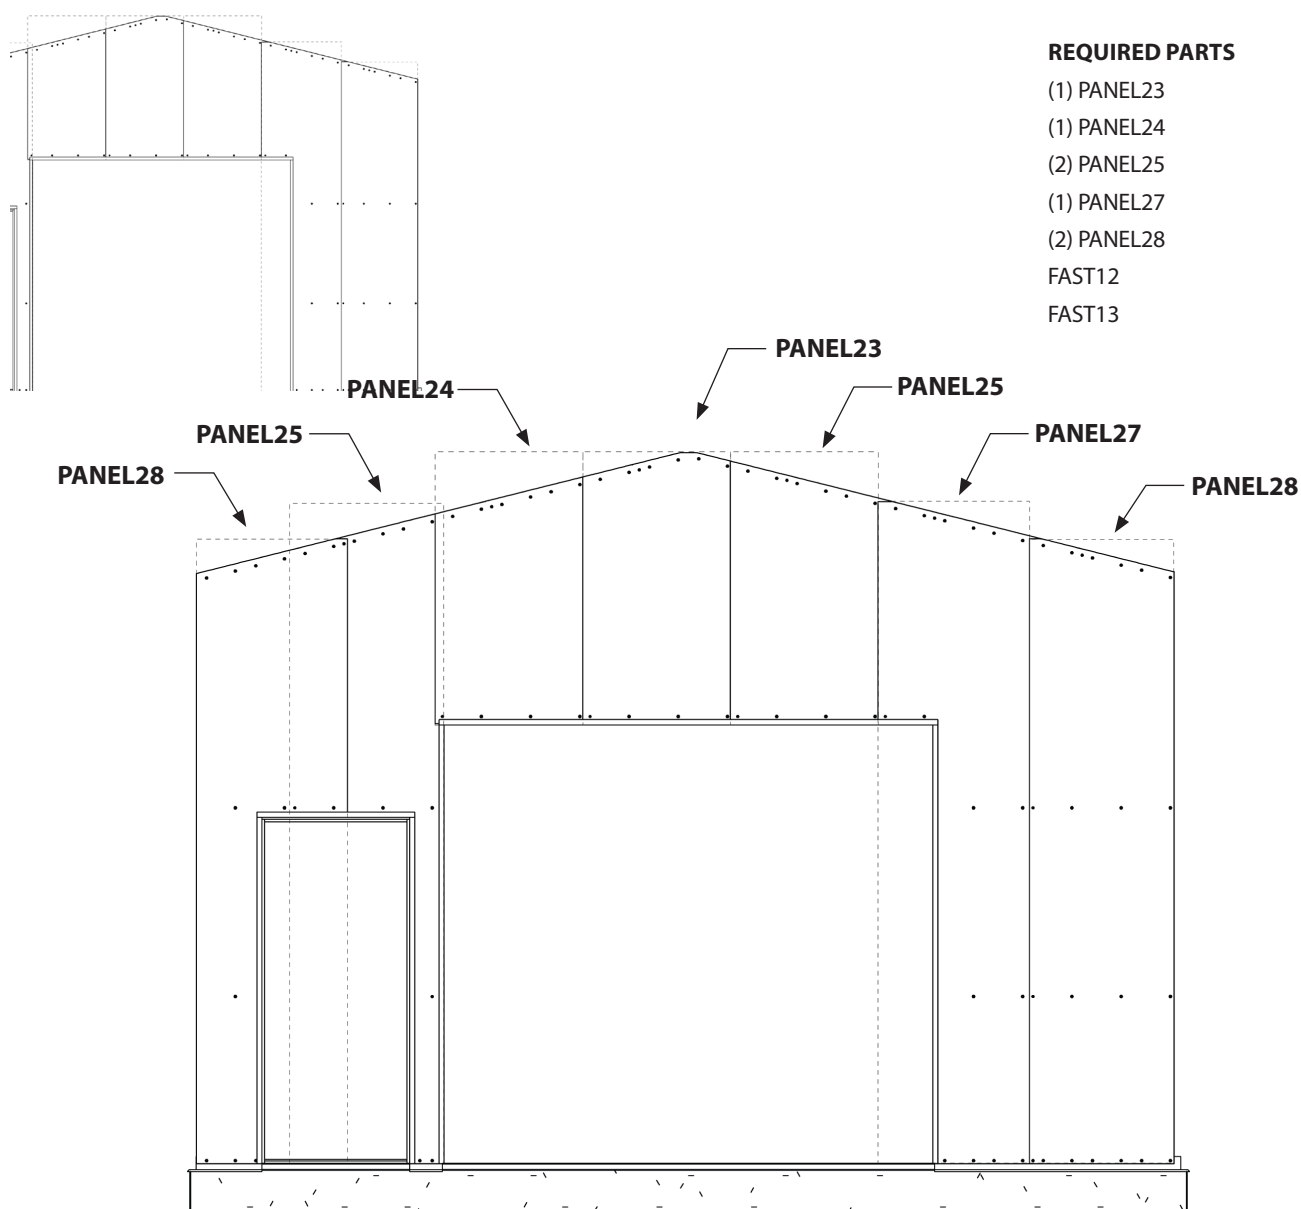 REQUIRED PARTS
(1) PANEL23
(1) PANEL24
(2) PANEL25
(1) PANEL27
(2) PANEL28
FAST12
FAST13
PANEL23
PANEL24
PANEL25
PANEL25
PANEL27
PANEL28
PANEL28